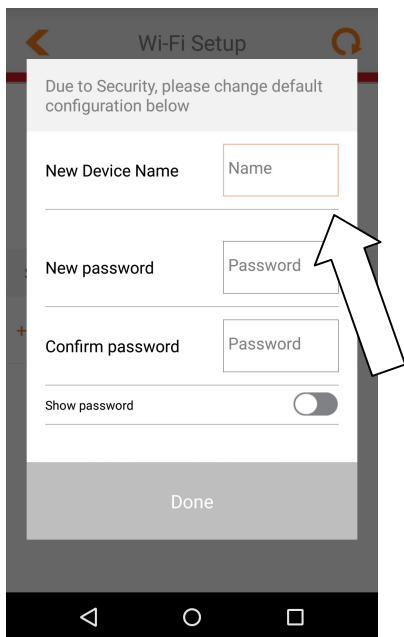 Wi-Fi Setup
Due to Security, please change default
configuration below
New Device Name
Name
New password
Password
Confirm password
Password
Show password
Done